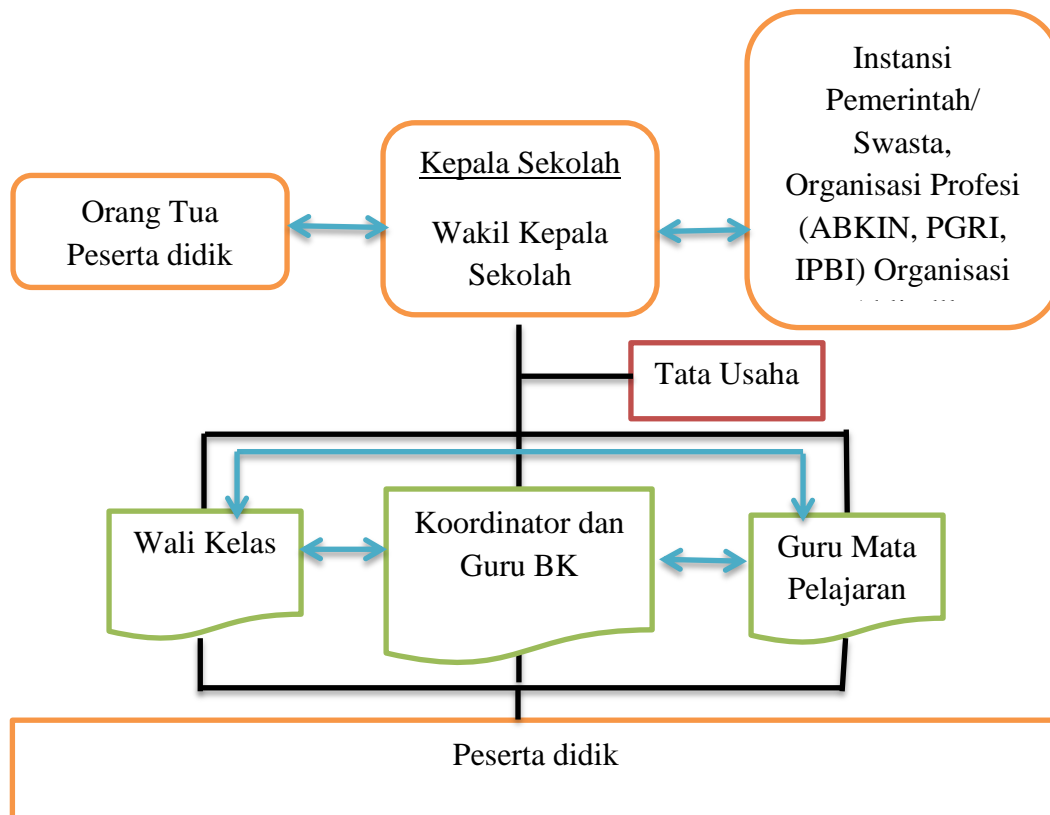 Instansi
Pemerintah/
Swasta,
Organisasi Profesi
(ABKIN, PGRI,
IPBI) Organisasi
Kepala Sekolah
Wakil Kepala
Sekolah
Orang Tua
Peserta didik
Tata Usaha
Wali Kelas
Koordinator dan
Guru BK
Guru Mata
Pelajaran
Peserta didik